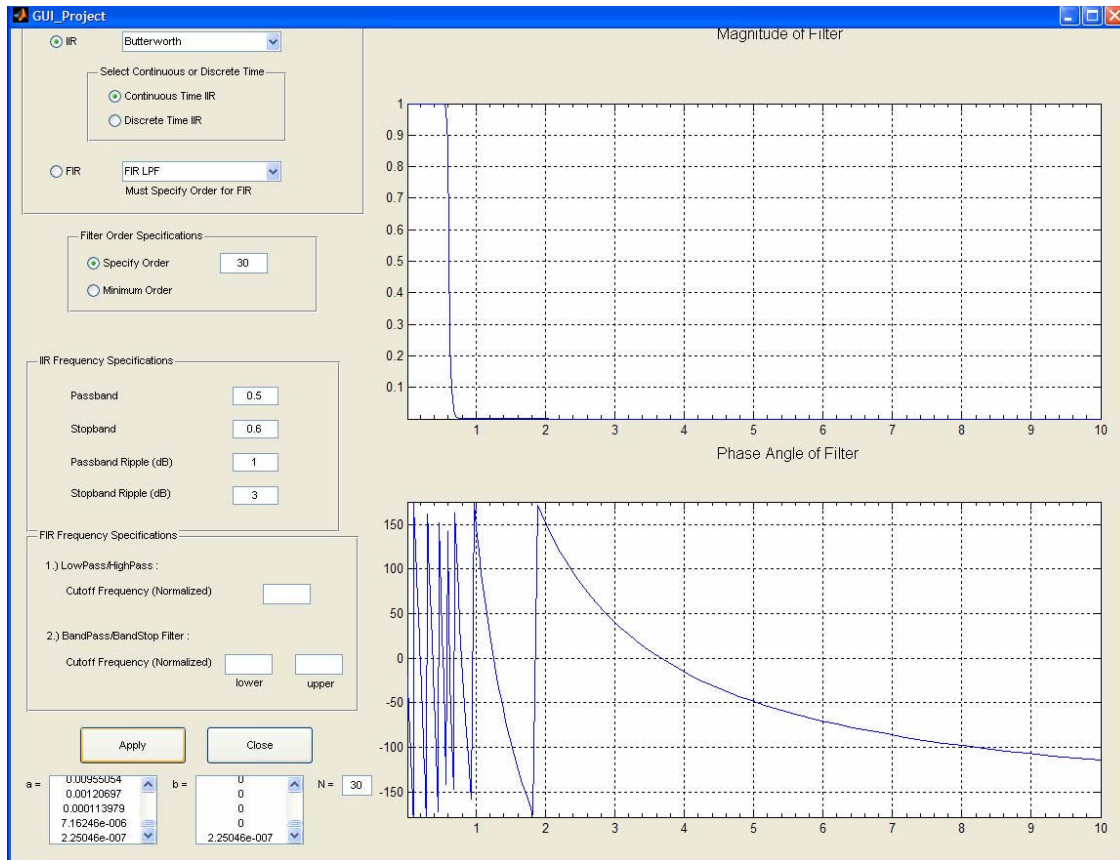 GUI_Project
IIR
Butterworth
Select Continuous or Discrete Time
Continuous Time IIR
Discrete Time IIR
FIR
FIR LPF
Must Specify Order for FIR
Filter Order Specifications
Specify Order
30
Minimum Order
IIR Frequency Specifications
Passband
0.5
Stopband
0.6
Passband Ripple (dB)
1
Stopband Ripple (dB)
3
FIR Frequency Specifications
1.) LowPass/HighPass :
Cutoff Frequency (Normalized)
2.) BandPass/BandStop Filter :
Cutoff Frequency (Normalized)
lower
upper
Apply
Close
a =
0.00955054
0.00120697
0.000113979
7.16246e-006
2.25046e-007
b =
0
0
0
0
2.25046e-007
N =
30
Magnitude of Filter
1
0.9
0.8
0.7
0.6
0.5
0.4
0.3
0.2
0.1
1 2 3 4 5 6 7 8 9 10
Phase Angle of Filter
150
100
50
0
-50
-100
-150
1 2 3 4 5 6 7 8 9 10